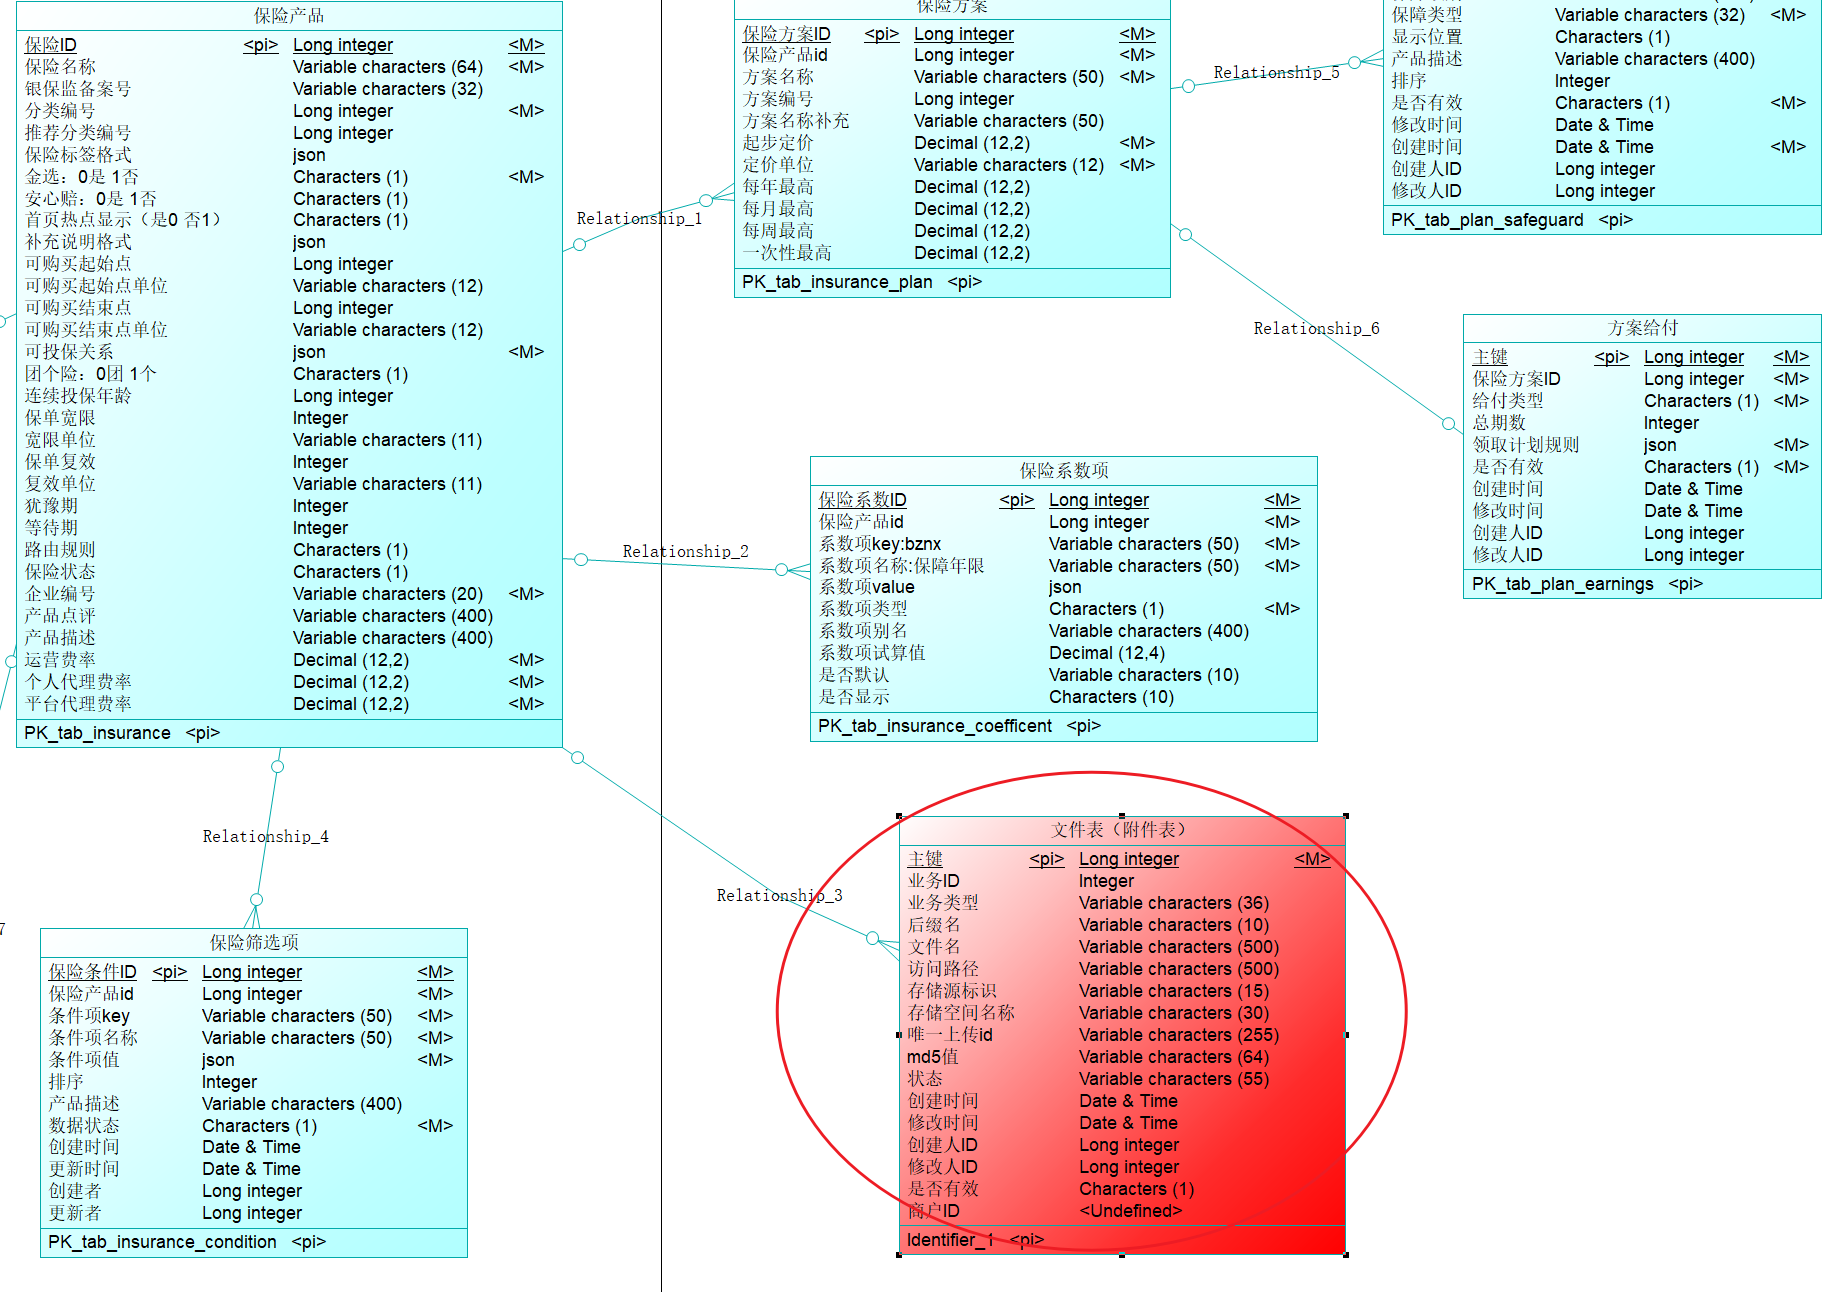 保险产品
保险ID <pi> Long integer <M>
保险名称 Variable characters (64) <M>
银保监备案号 Variable characters (32)
分类编号 Long integer <M>
推荐分类编号 Long integer
保险标签格式 json
金选：0是 1否 Characters (1) <M>
安心赔：0是 1否 Characters (1)
首页热点显示（是0 否1） Characters (1)
补充说明格式 json
可购买起始点 Long integer
可购买起始点单位 Variable characters (12)
可购买结束点 Long integer
可购买结束点单位 Variable characters (12)
可投保关系 json <M>
团个险：0团 1个 Characters (1)
连续投保年龄 Long integer
保单宽限 Integer
宽限单位 Variable characters (11)
保单复效 Integer
复效单位 Variable characters (11)
犹豫期 Integer
等待期 Integer
路由规则 Characters (1)
保险状态 Characters (1)
企业编号 Variable characters (20) <M>
产品点评 Variable characters (400)
产品描述 Variable characters (400)
运营费率 Decimal (12,2) <M>
个人代理费率 Decimal (12,2) <M>
平台代理费率 Decimal (12,2) <M>
PK_tab_insurance <pi>
Relationship_1
保险方案
保险方案ID <pi> Long integer <M>
保险产品id Long integer <M>
方案名称 Variable characters (50) <M>
方案编号 Long integer
方案名称补充 Variable characters (50)
起步定价 Decimal (12,2) <M>
定价单位 Variable characters (12) <M>
每年最高 Decimal (12,2)
每月最高 Decimal (12,2)
每周最高 Decimal (12,2)
一次性最高 Decimal (12,2)
PK_tab_insurance_plan <pi>
Relationship_5
保障类型 Variable characters (32) <M>
显示位置 Characters (1)
产品描述 Variable characters (400)
排序 Integer
是否有效 Characters (1) <M>
修改时间 Date & Time
创建时间 Date & Time <M>
创建人ID Long integer
修改人ID Long integer
PK_tab_plan_safeguard <pi>
Relationship_6
方案给付
主键 <pi> Long integer <M>
保险方案ID Long integer <M>
给付类型 Characters (1) <M>
总期数 Integer
领取计划规则 json <M>
是否有效 Characters (1) <M>
创建时间 Date & Time
修改时间 Date & Time
创建人ID Long integer
修改人ID Long integer
PK_tab_plan_earnings <pi>
Relationship_2
保险系数项
保险系数ID <pi> Long integer <M>
保险产品id Long integer <M>
系数项key:bznx Variable characters (50) <M>
系数项名称:保障年限 Variable characters (50) <M>
系数项value json
系数项类型 Characters (1) <M>
系数项别名 Variable characters (400)
系数项试算值 Decimal (12,4)
是否默认 Variable characters (10)
是否显示 Characters (10)
PK_tab_insurance_coefficent <pi>
Relationship_4
Relationship_3
7
保险筛选项
保险条件ID <pi> Long integer <M>
保险产品id Long integer <M>
条件项key Variable characters (50) <M>
条件项名称 Variable characters (50) <M>
条件项值 json <M>
排序 Integer
产品描述 Variable characters (400)
数据状态 Characters (1) <M>
创建时间 Date & Time
更新时间 Date & Time
创建者 Long integer
更新者 Long integer
PK_tab_insurance_condition <pi>
文件表（附件表）
主键 <pi> Long integer <M>
业务ID Integer
业务类型 Variable characters (36)
后缀名 Variable characters (10)
文件名 Variable characters (500)
访问路径 Variable characters (500)
存储源标识 Variable characters (15)
存储空间名称 Variable characters (30)
唯一上传id Variable characters (255)
md5值 Variable characters (64)
状态 Variable characters (55)
创建时间 Date & Time
修改时间 Date & Time
创建人ID Long integer
修改人ID Long integer
是否有效 Characters (1)
商户ID <Undefined>
Identifier_1 <pi>